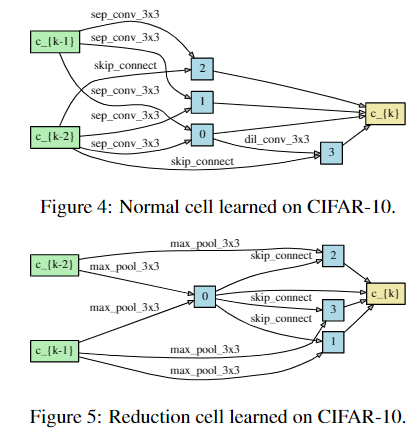 sep_conv_3x3
c_{k-1}
sep_conv_3x3
skip_connect
2
sep_conv_3x3
1
c_{k}
sep_conv_3x3
c_{k-2}
0
dil_conv_3x3
sep_conv_3x3
3
skip_connect
Figure 4: Normal cell learned on CIFAR-10.
max_pool_3x3
c_{k-2}
max_pool_3x3
skip_connect
2
0
skip_connect
c_{k}
max_pool_3x3
skip_connect
3
c_{k-1}
max_pool_3x3
1
max_pool_3x3
Figure 5: Reduction cell learned on CIFAR-10.